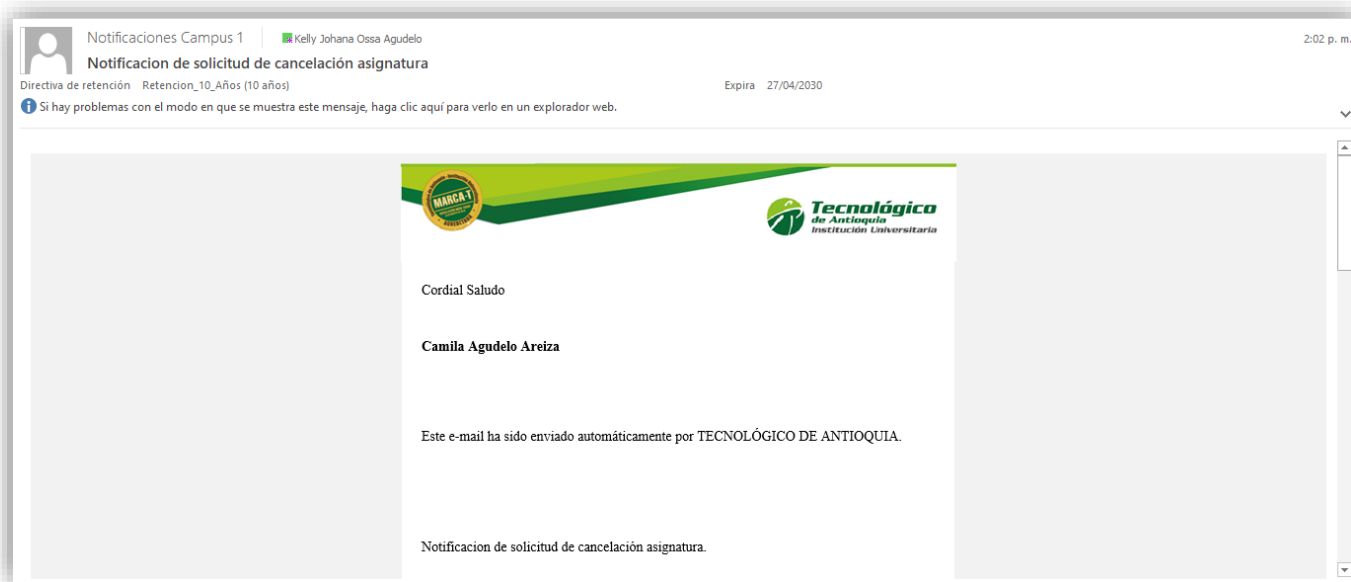 Notificaciones Campus 1 Kelly Johana Ossa Agudelo 2:02 p. m.
Notificacion de solicitud de cancelación asignatura
Directiva de retención Retencion_10_Años (10 años) Expira 27/04/2030
Si hay problemas con el modo en que se muestra este mensaje, haga clic aquí para verlo en un explorador web.
MARCA-T
Tecnológico
de Antioquia
Institución Universitaria
Cordial Saludo
Camila Agudelo Areiza
Este e-mail ha sido enviado automáticamente por TECNOLÓGICO DE ANTIOQUIA.
Notificacion de solicitud de cancelación asignatura.